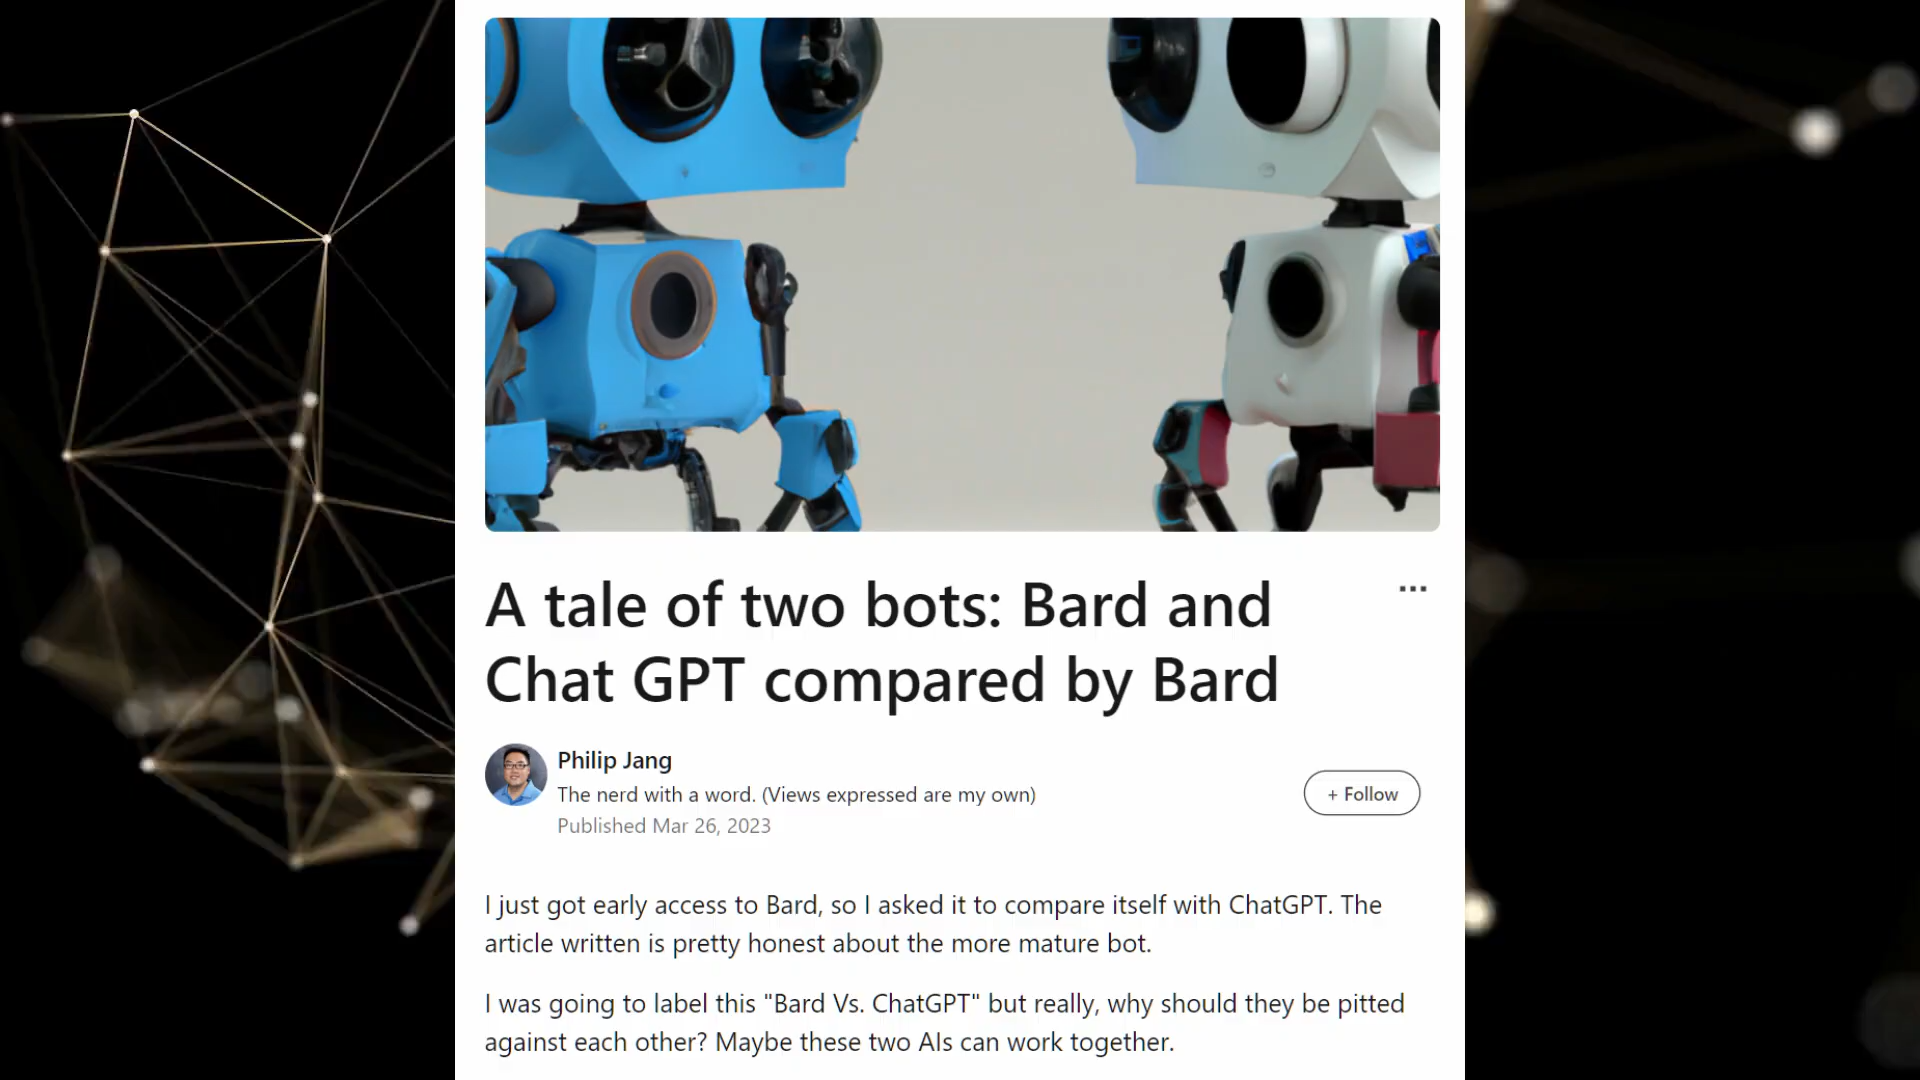 A tale of two bots: Bard and
Chat GPT compared by Bard
...
Philip Jang
The nerd with a word. (Views expressed are my own)
+ Follow
Published Mar 26, 2023
I just got early access to Bard, so I asked it to compare itself with ChatGPT. The
article written is pretty honest about the more mature bot.
I was going to label this "Bard Vs. ChatGPT" but really, why should they be pitted
against each other? Maybe these two AIs can work together.